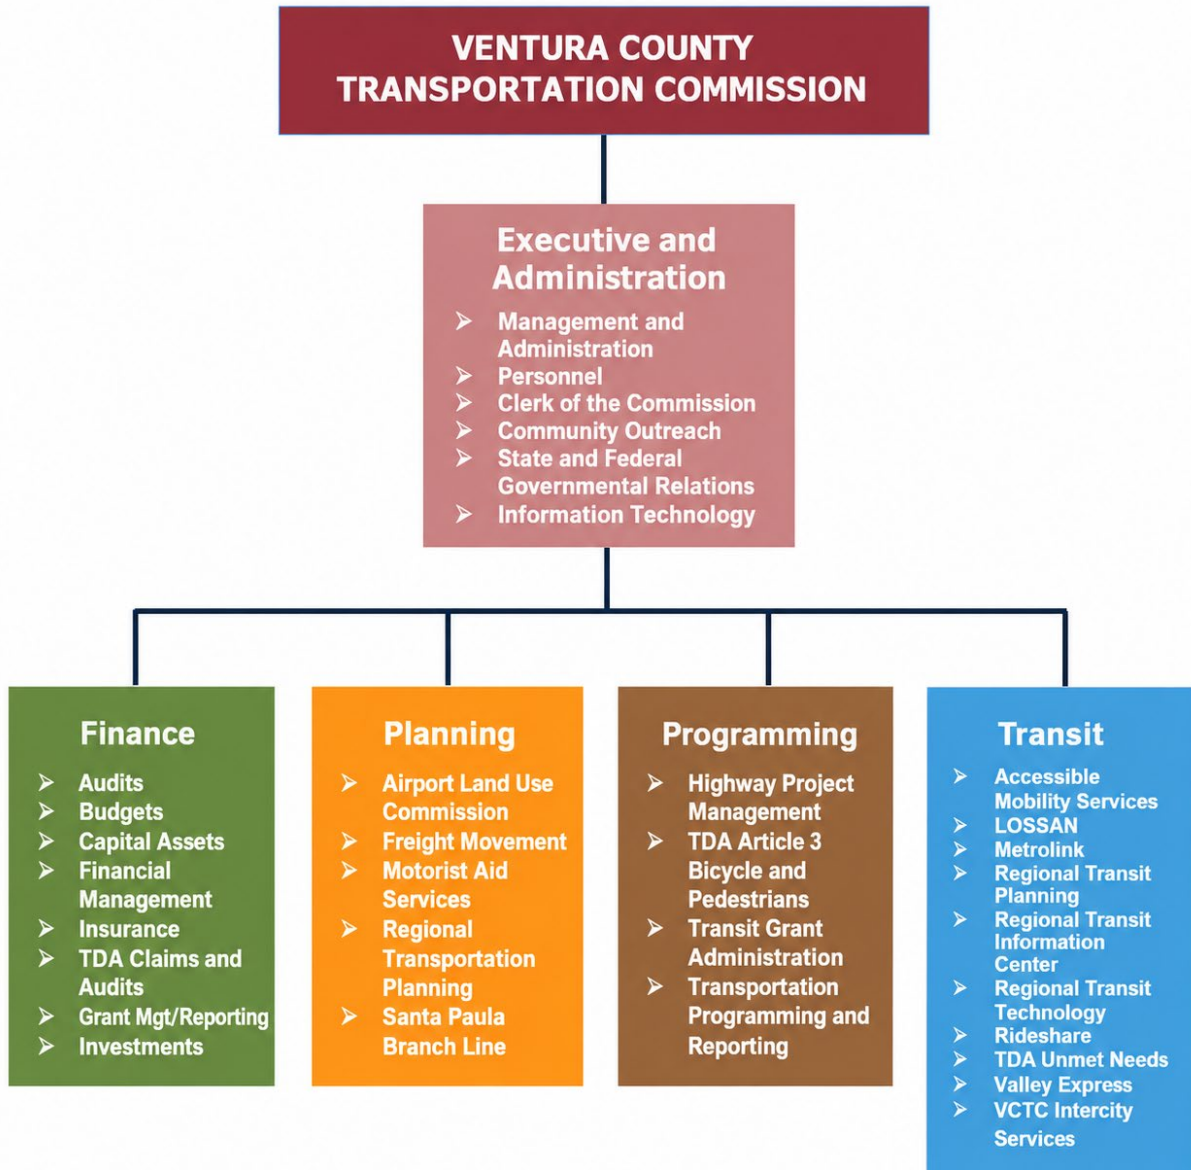 VENTURA COUNTY
TRANSPORTATION COMMISSION
Executive and
Administration
➢ Management and
Administration
➢ Personnel
➢ Clerk of the Commission
➢ Community Outreach
➢ State and Federal
Governmental Relations
➢ Information Technology
Finance
➢ Audits
➢ Budgets
➢ Capital Assets
➢ Financial
Management
➢ Insurance
➢ TDA Claims and
Audits
➢ Grant Mgt/Reporting
➢ Investments
Planning
➢ Airport Land Use
Commission
➢ Freight Movement
➢ Motorist Aid
Services
➢ Regional
Transportation
Planning
➢ Santa Paula
Branch Line
Programming
➢ Highway Project
Management
➢ TDA Article 3
Bicycle and
Pedestrians
➢ Transit Grant
Administration
➢ Transportation
Programming and
Reporting
Transit
➢ Accessible
Mobility Services
➢ LOSSAN
➢ Metrolink
➢ Regional Transit
Planning
➢ Regional Transit
Information
Center
➢ Regional Transit
Technology
➢ Rideshare
➢ TDA Unmet Needs
➢ Valley Express
➢ VCTC Intercity
Services